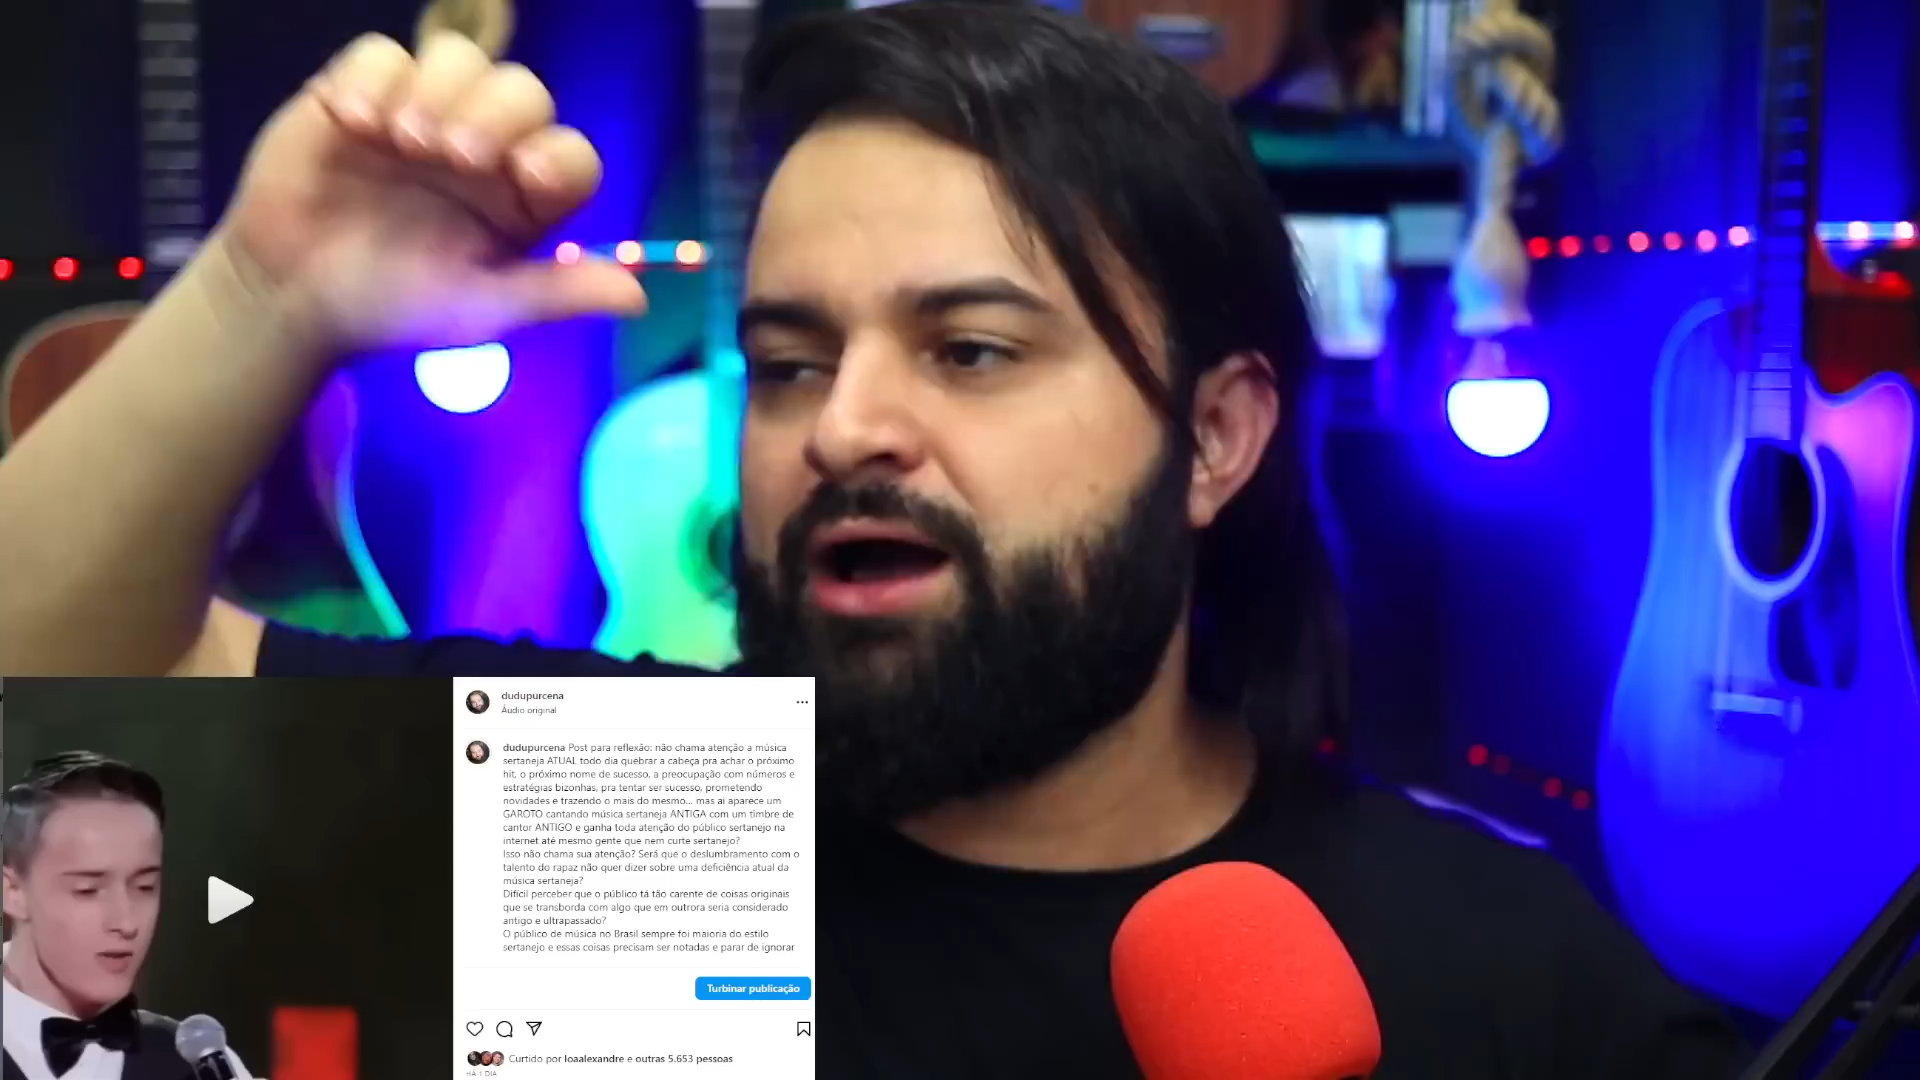 dudupurcena
Áudio original
dudupurcena Post para reflexão: não chama atenção a música
sertaneja ATUAL todo dia quebrar a cabeça pra achar o próximo
hit, o próximo nome de sucesso, a preocupação com números e
estratégias bizonhas, pra tentar ser sucesso, prometendo
novidades e trazendo o mais do mesmo... mas ai aparece um
GAROTO cantando música sertaneja ANTIGA com um timbre de
cantor ANTIGO e ganha toda atenção do público sertanejo na
internet até mesmo gente que nem curte sertanejo?
Isso não chama sua atenção? Será que o deslumbramento com o
talento do rapaz não quer dizer sobre uma deficiência atual da
música sertaneja?
Difícil perceber que o público tá tão carente de coisas originais
que se transborda com algo que em outrora seria considerado
antigo e ultrapassado?
O público de música no Brasil sempre foi maioria do estilo
sertanejo e essas coisas precisam ser notadas e parar de ignorar
Turbinar publicação
Curtido por loaalexandre e outras 5.653 pessoas
HÁ 1 DIA